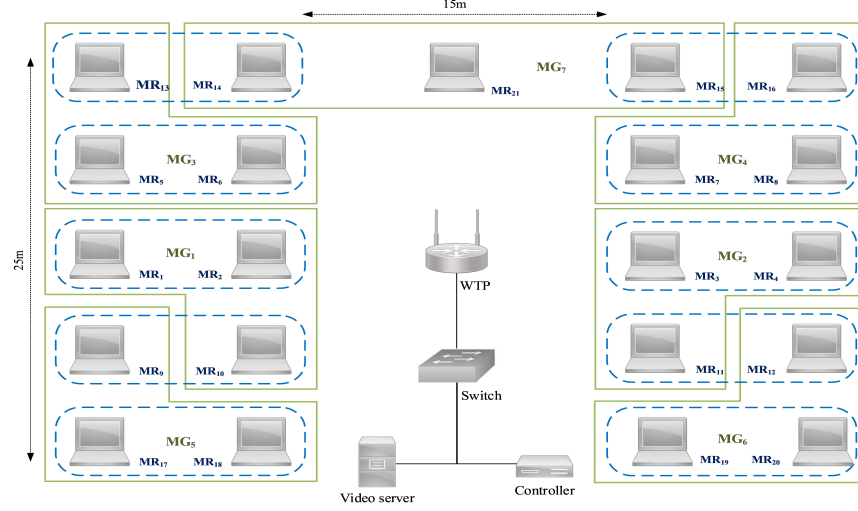 15m
MG7
MR13 MR14 MR21 MR15 MR16
MG3 MG4
MR5 MR6 MR7 MR8
25m
MG1 MG2
MR1 MR2 MR3 MR4
WTP
MR9 MR10 MR11 MR12
Switch
MG5 MG6
MR17 MR18 MR19 MR20
Video server Controller